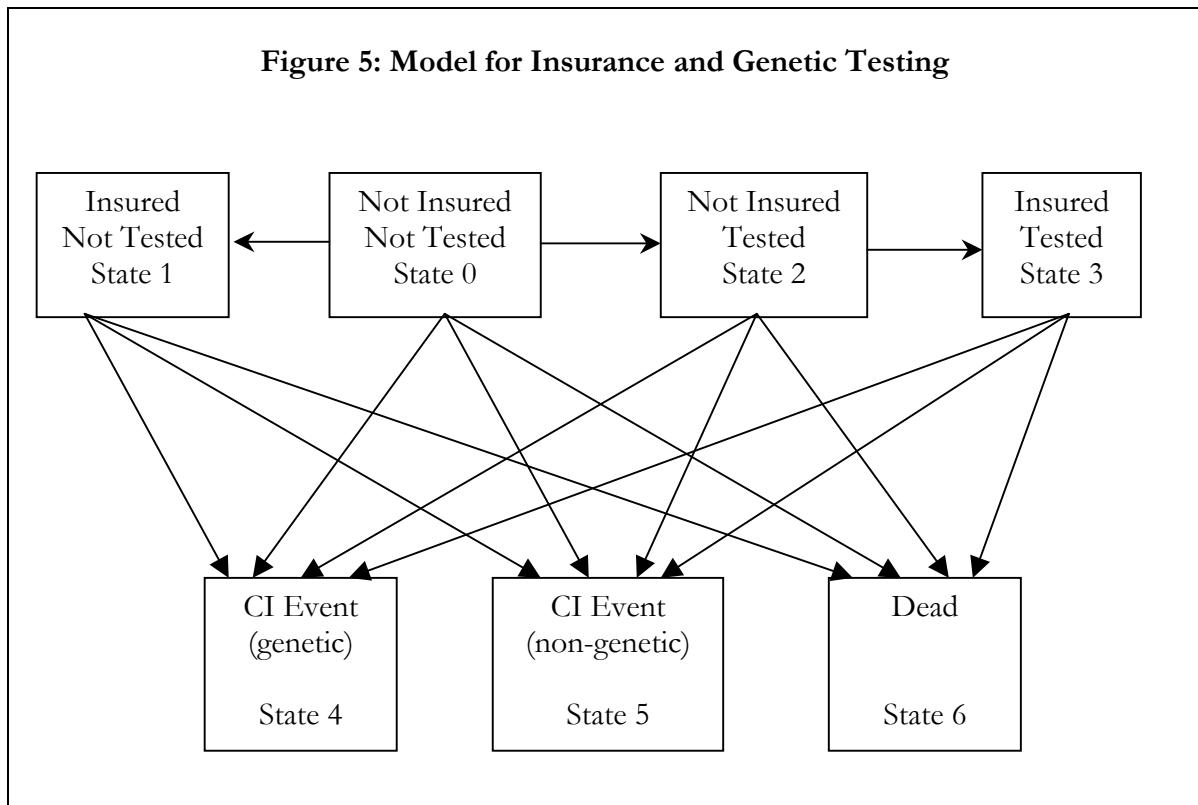 Figure 5: Model for Insurance and Genetic Testing
Insured
Not Tested
State 1
Not Insured
Not Tested
State 0
Not Insured
Tested
State 2
Insured
Tested
State 3
CI Event
(genetic)
State 4
CI Event
(non-genetic)
State 5
Dead
State 6